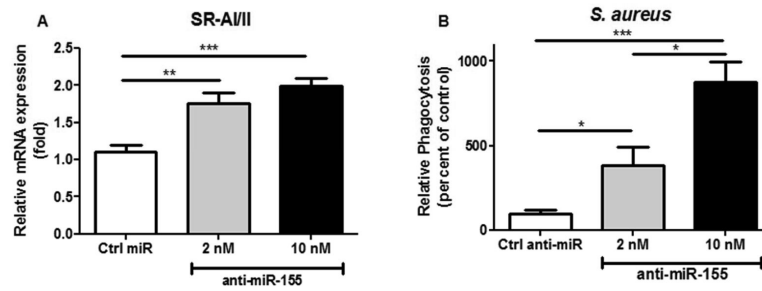 A
SR-AI/II
Relative mRNA expression
(fold)
2.5
2.0
1.5
1.0
0.5
0.0
***
**
Ctrl miR
2 nM
10 nM
anti-miR-155
B
S. aureus
Relative Phagocytosis
(percent of control)
1000
500
0
***
*
*
Ctrl anti-miR
2 nM
10 nM
anti-miR-155